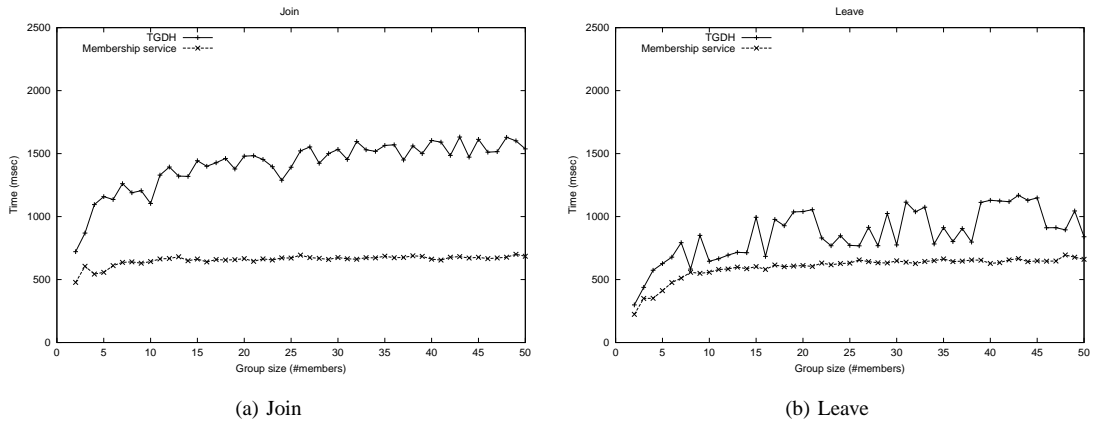 Join
2500
2000
1500
1000
500
0
Time (msec)
TGDH
Membership service
0 5 10 15 20 25 30 35 40 45 50
Group size (#members)
(a) Join
Leave
2500
2000
1500
1000
500
0
Time (msec)
TGDH
Membership service
0 5 10 15 20 25 30 35 40 45 50
Group size (#members)
(b) Leave